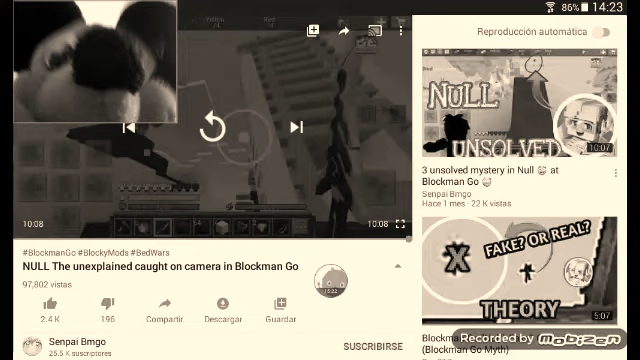 86% 14:23
Reproducción automática
10:08
10:08
#BlockmanGo #BlockyMods #BedWars
NULL The unexplained caught on camera in Blockman Go
97,802 vistas
2.4 K
196
Compartir
Descargar
Guardar
15:22
Senpai Bmgo
25.5 K suscriptores
SUSCRIBIRSE
NULL
UNSOLVED
10:07
3 unsolved mystery in Null 😱 at
Blockman Go 😱
Senpai Bmgo
Hace 1 mes · 22 K vistas
FAKE? OR REAL?
X
THEORY
5:07
(Blockman Go Myth)
Recorded by mobizen